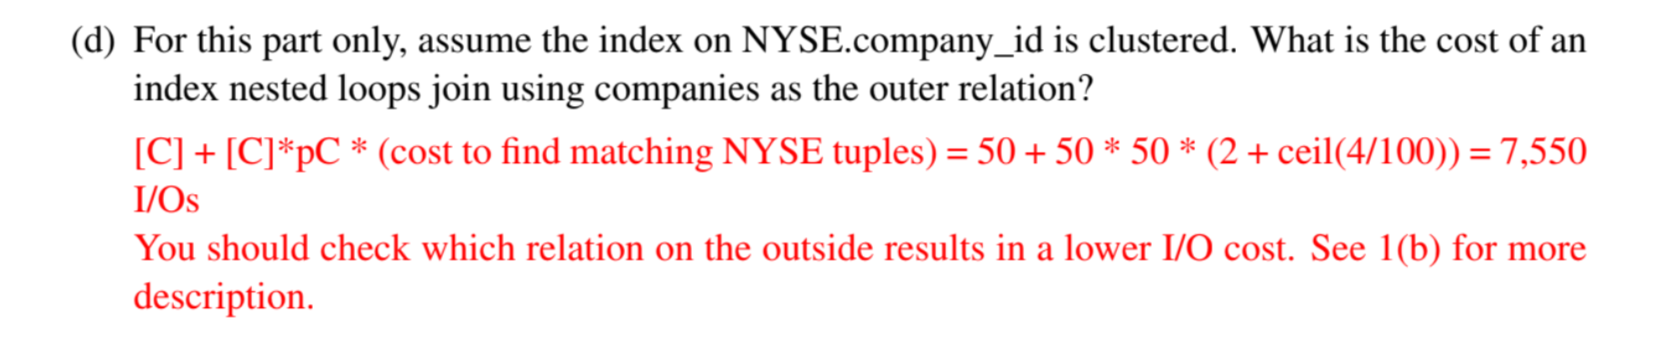 (d) For this part only, assume the index on NYSE.company_id is clustered. What is the cost of an
index nested loops join using companies as the outer relation?
[C] + [C]*pC * (cost to find matching NYSE tuples) = 50 + 50 * 50 * (2 + ceil(4/100)) = 7,550
I/Os
You should check which relation on the outside results in a lower I/O cost. See 1(b) for more
description.